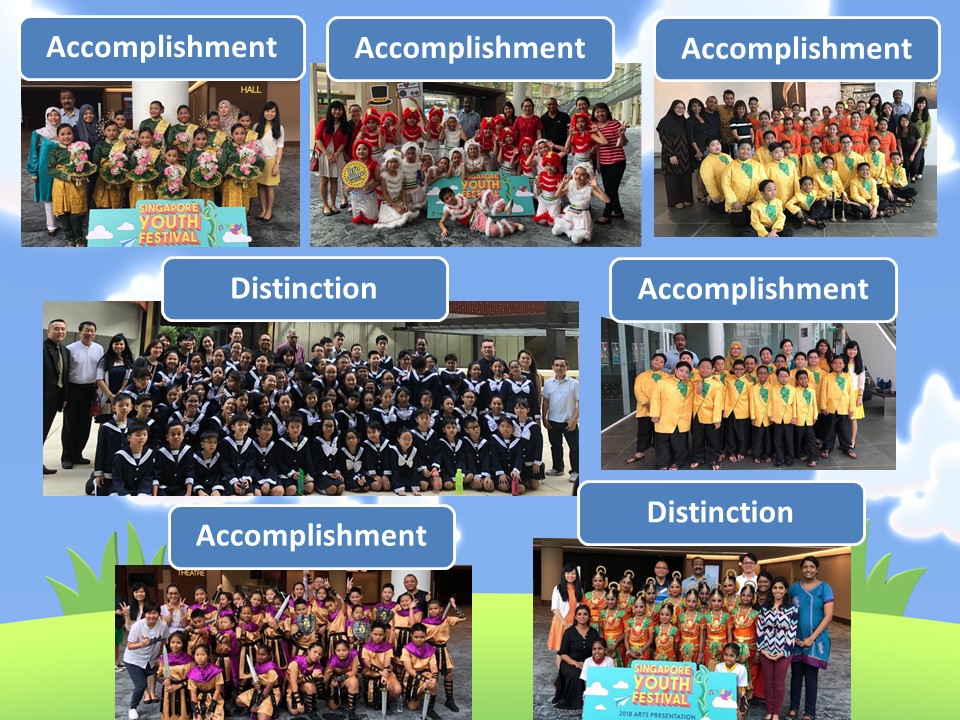 Accomplishment
Accomplishment
Accomplishment
HALL
SINGAPORE
YOUTH
FESTIVAL
SINGAPORE
YOUTH
Distinction
Accomplishment
Accomplishment
Distinction
THEATRE
SINGAPORE
YOUTH
FESTIVAL
2018 ARTS PRESENTATION